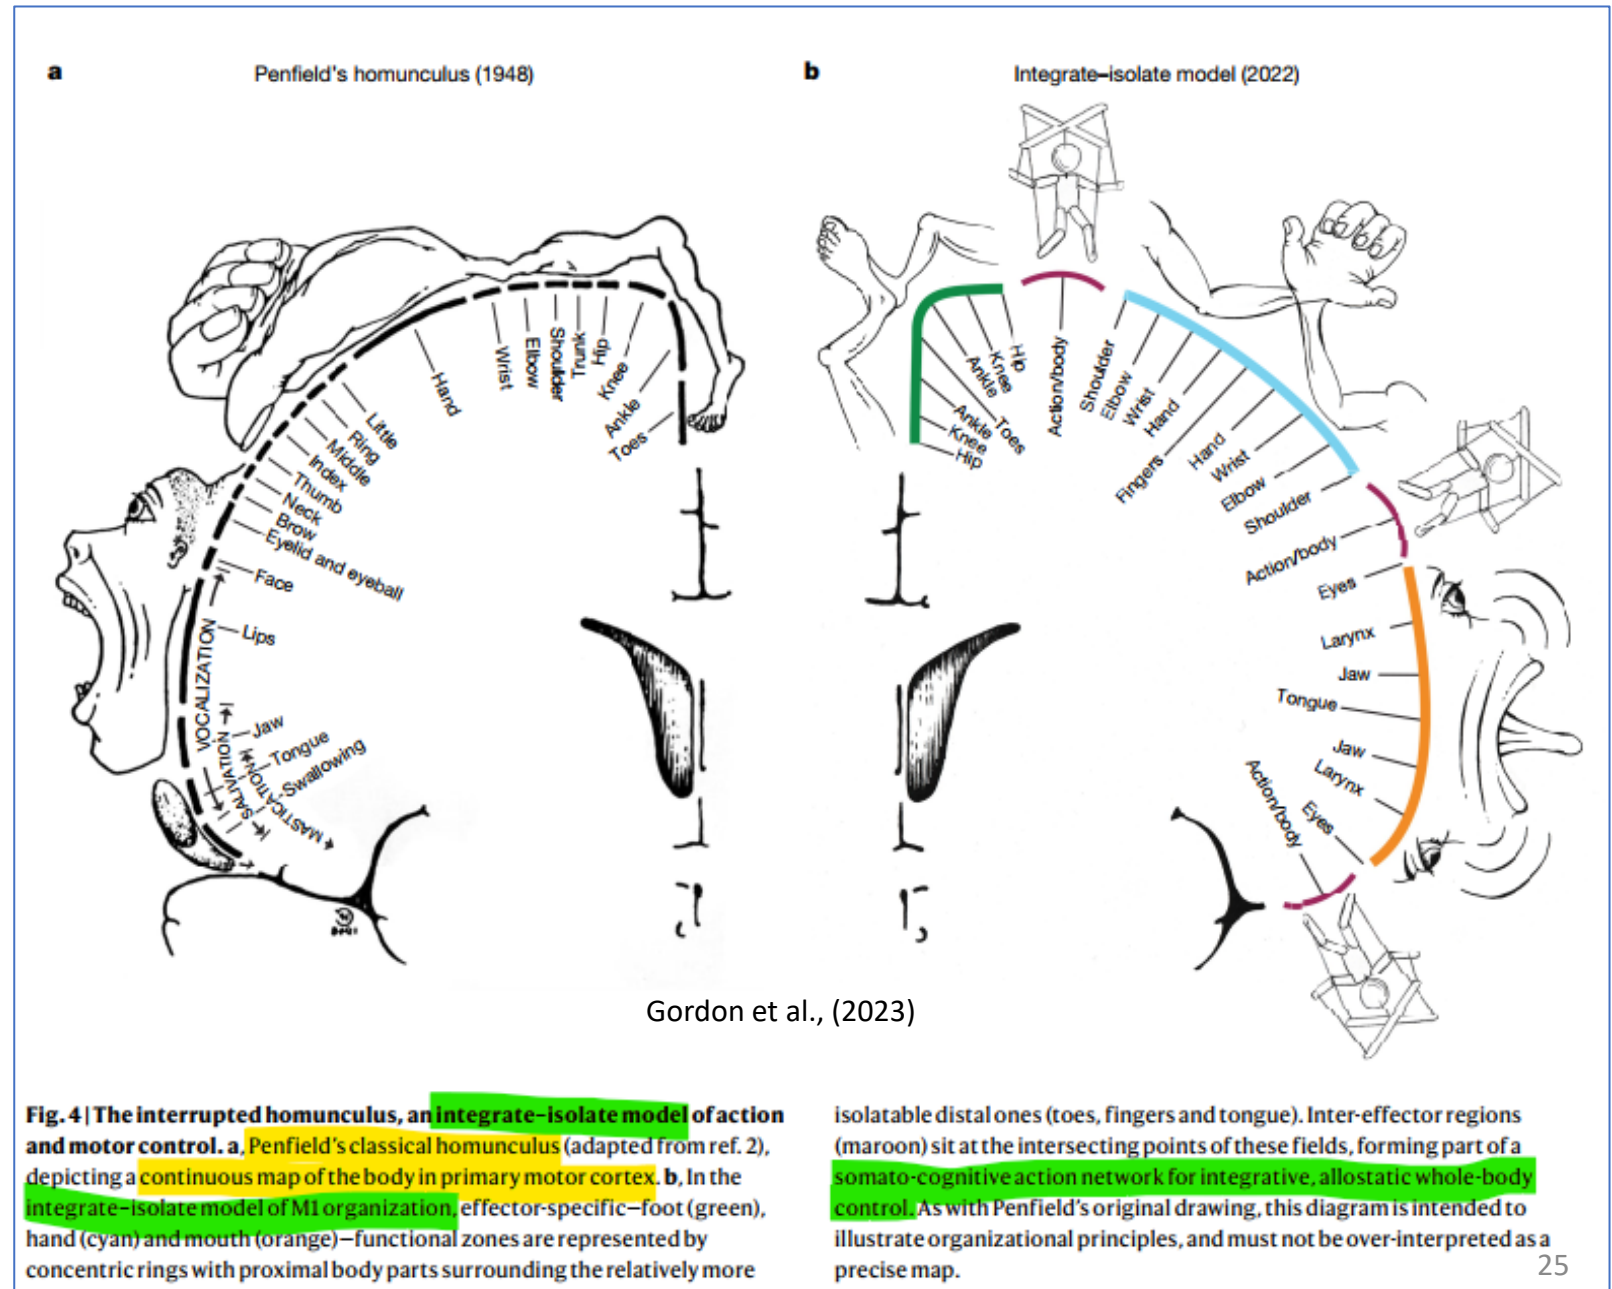 a
Penfield's homunculus (1948)
Hand
Wrist
Elbow
Shoulder
Trunk
Hip
Knee
Ankle
Toes
Little
Ring
Middle
Index
Thumb
Neck
Brow
Eyelid and eyeball
Face
Lips
Jaw
Tongue
Swallowing
VOCALIZATION
SALIVATION
MASTICATION
b
Integrate–isolate model (2022)
Hip
Knee
Ankle
Toes
Ankle
Knee
Hip
Action/body
Shoulder
Elbow
Wrist
Hand
Fingers
Hand
Wrist
Elbow
Shoulder
Action/body
Eyes
Larynx
Jaw
Tongue
Jaw
Larynx
Eyes
Action/body
Gordon et al., (2023)
Fig. 4 | The interrupted homunculus, an integrate–isolate model of action
and motor control. a, Penfield's classical homunculus (adapted from ref. 2),
depicting a continuous map of the body in primary motor cortex. b, In the
integrate–isolate model of M1 organization, effector-specific—foot (green),
hand (cyan) and mouth (orange)—functional zones are represented by
concentric rings with proximal body parts surrounding the relatively more
isolatable distal ones (toes, fingers and tongue). Inter-effector regions
(maroon) sit at the intersecting points of these fields, forming part of a
somato-cognitive action network for integrative, allostatic whole-body
control. As with Penfield's original drawing, this diagram is intended to
illustrate organizational principles, and must not be over-interpreted as a
precise map.
25